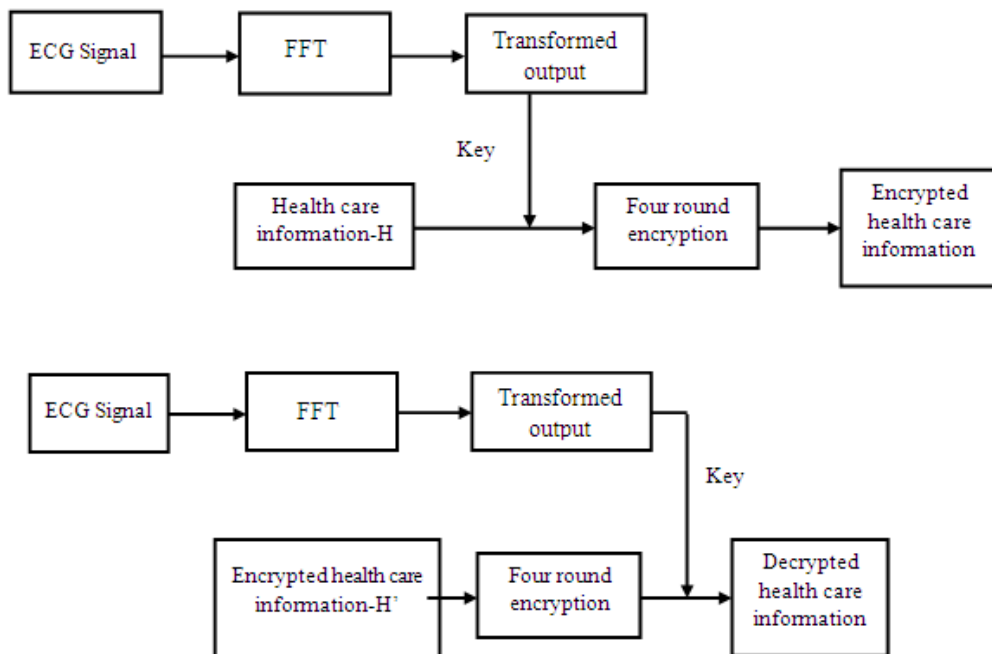 ECG Signal
FFT
Transformed
output
Key
Health care
information-H
Four round
encryption
Encrypted
health care
information
ECG Signal
FFT
Transformed
output
Key
Encrypted health care
information-H’
Four round
encryption
Decrypted
health care
information